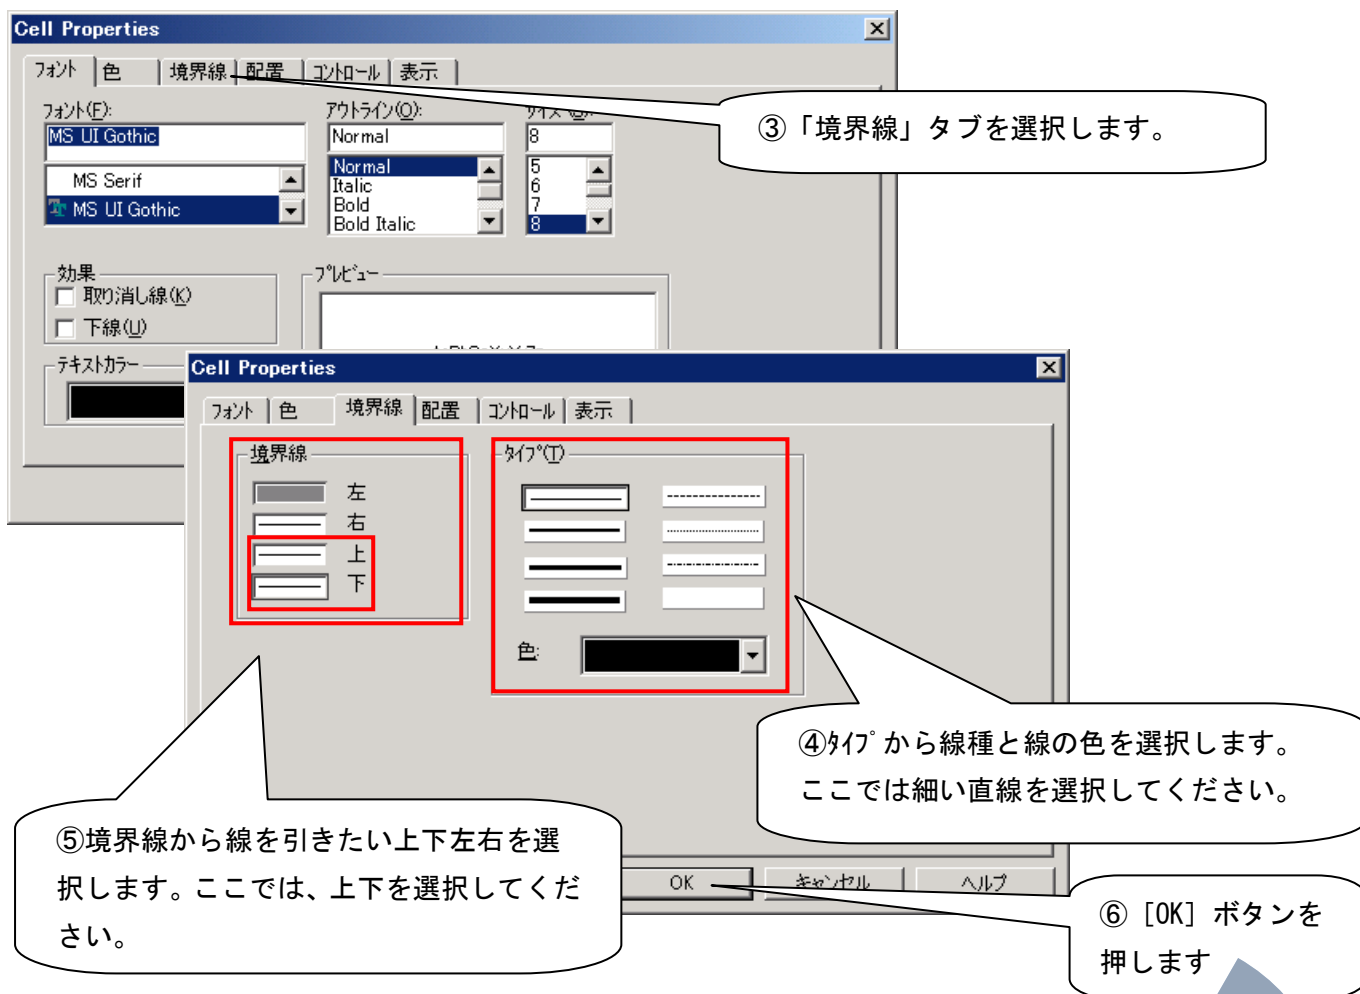 Cell Properties
フォント 色 境界線 配置 コントロール 表示
フォント(F): アウトライン(O):
MS UI Gothic Normal 8
MS Serif
MS UI Gothic
Normal
Italic
Bold
Bold Italic
5
6
7
8
③「境界線」タブを選択します。
効果
取り消し線(K)
下線(U)
プレビュー
テキストカラー
Cell Properties
フォント 色 境界線 配置 コントロール 表示
境界線
左
右
上
下
タイプ(T)
色:
④タイプから線種と線の色を選択します。
ここでは細い直線を選択してください。
⑤境界線から線を引きたい上下左右を選
択します。ここでは、上下を選択してくだ
さい。
OK キャンセル ヘルプ
⑥［OK］ボタンを
押します